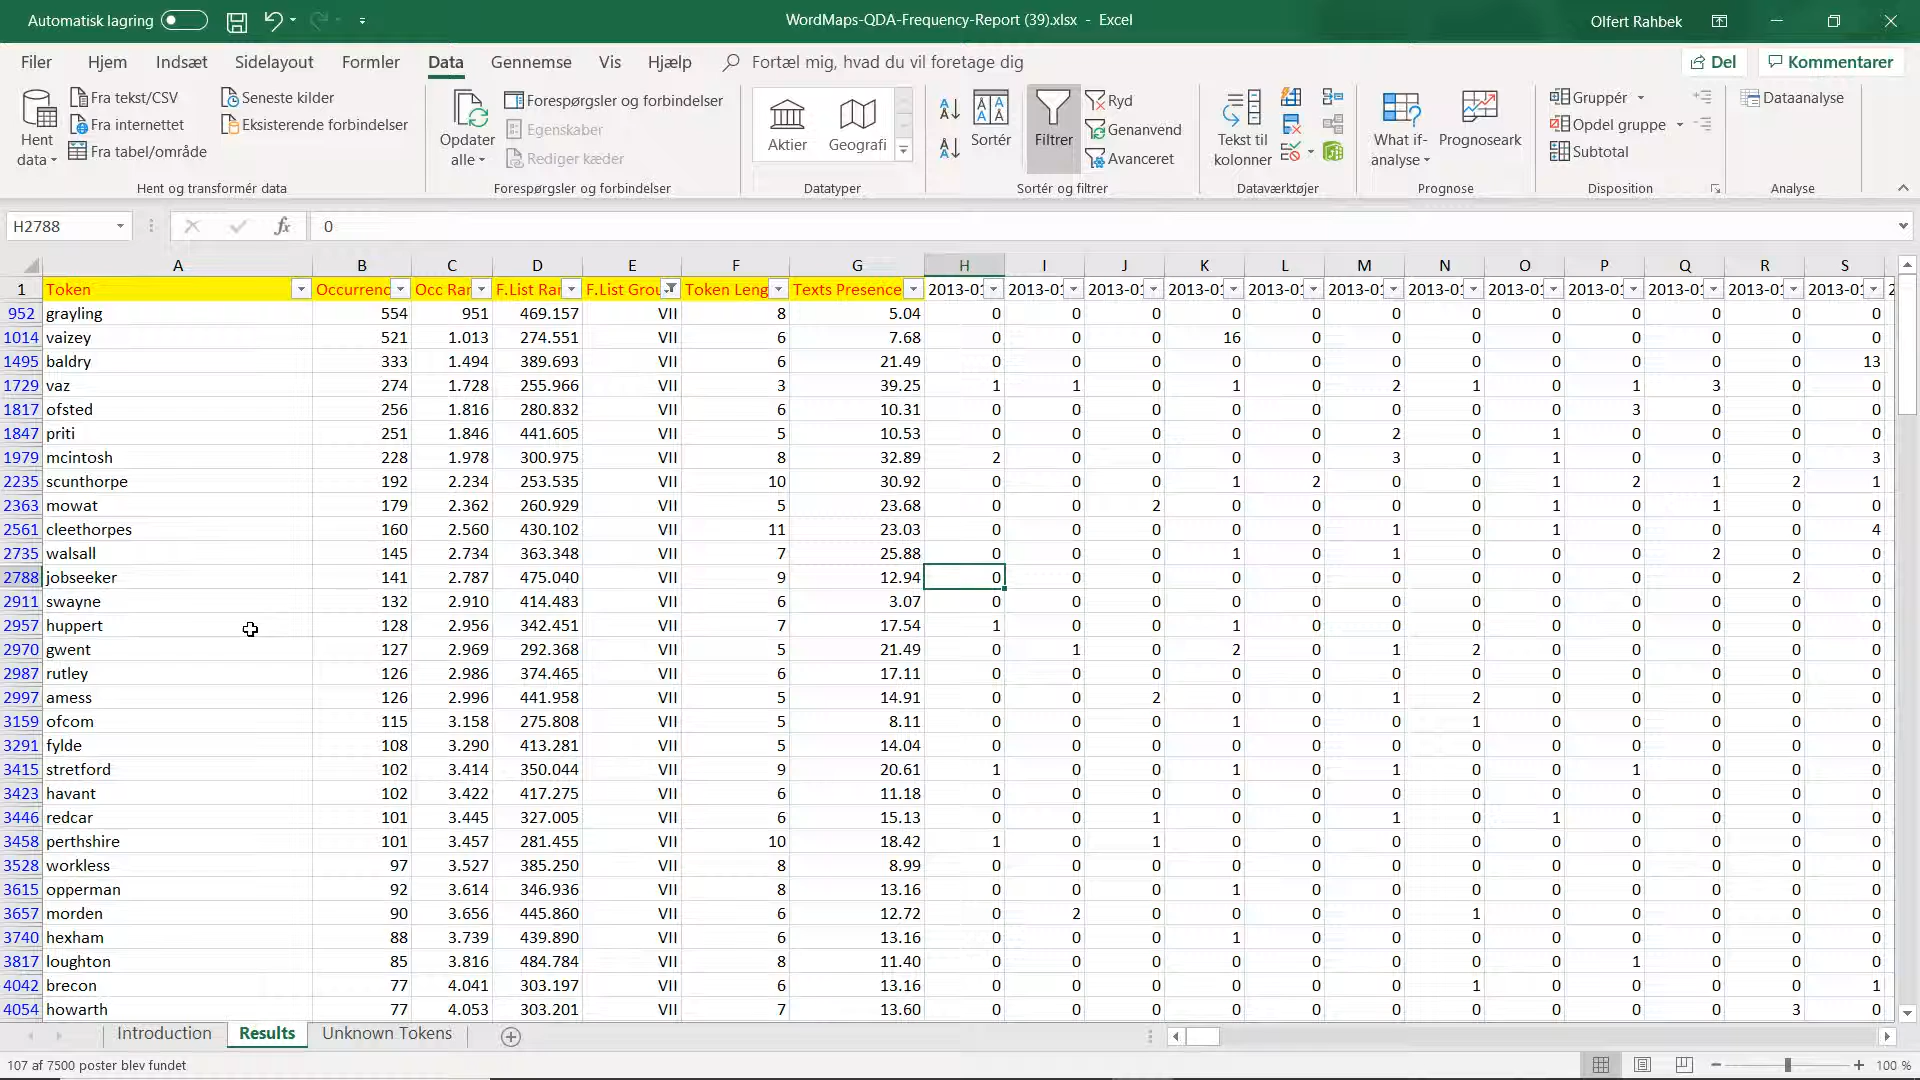 Automatisk lagring
WordMaps-QDA-Frequency-Report (39).xlsx - Excel
Olfert Rahbek
Filer Hjem Indsæt Sidelayout Formler Data Gennemse Vis Hjælp Fortæl mig, hvad du vil foretage dig Del Kommentarer
Hent data
Fra tekst/CSV
Fra internettet
Fra tabel/område
Seneste kilder
Eksisterende forbindelser
Hent og transformér data
Opdater alle
Forespørgsler og forbindelser
Egenskaber
Rediger kæder
Forespørgsler og forbindelser
Aktier Geografi
Datatyper
Sortér
Filtrer
Ryd
Genanvend
Avanceret
Sortér og filtrer
Tekst til kolonner
Dataværktøjer
What if-analyse
Prognoseark
Prognose
Gruppér
Opdel gruppe
Subtotal
Disposition
Dataanalyse
Analyse
H2788 fx 0
A B C D E F G H I J K L M N O P Q R S
1 Token Occurrenc Occ Ran F.List Ran F.List Grou Token Leng Texts Presence 2013-01 2013-01 2013-01 2013-01 2013-01 2013-01 2013-01 2013-01 2013-01 2013-01 2013-01 2013-01 2
952 grayling 554 951 469.157 VII 8 5.04 0 0 0 0 0 0 0 0 0 0 0 0
1014 vaizey 521 1.013 274.551 VII 6 7.68 0 0 0 16 0 0 0 0 0 0 0 0
1495 baldry 333 1.494 389.693 VII 6 21.49 0 0 0 0 0 0 0 0 0 0 0 13
1729 vaz 274 1.728 255.966 VII 3 39.25 1 1 0 1 0 2 1 0 1 3 0 0
1817 ofsted 256 1.816 280.832 VII 6 10.31 0 0 0 0 0 0 0 0 3 0 0 0
1847 priti 251 1.846 441.605 VII 5 10.53 0 0 0 0 0 2 0 1 0 0 0 0
1979 mcintosh 228 1.978 300.975 VII 8 32.89 2 0 0 0 0 3 0 1 0 0 0 3
2235 scunthorpe 192 2.234 253.535 VII 10 30.92 0 0 0 1 2 0 0 1 2 1 2 1
2363 mowat 179 2.362 260.929 VII 5 23.68 0 0 2 0 0 0 0 1 0 1 0 0
2561 cleethorpes 160 2.560 430.102 VII 11 23.03 0 0 0 0 0 1 0 1 0 0 0 4
2735 walsall 145 2.734 363.348 VII 7 25.88 0 0 0 1 0 1 0 0 0 2 0 0
2788 jobseeker 141 2.787 475.040 VII 9 12.94 0 0 0 0 0 0 0 0 0 0 2 0
2911 swayne 132 2.910 414.483 VII 6 3.07 0 0 0 0 0 0 0 0 0 0 0 0
2957 huppert 128 2.956 342.451 VII 7 17.54 1 0 0 1 0 0 0 0 0 0 0 0
2970 gwent 127 2.969 292.368 VII 5 21.49 0 1 0 2 0 1 2 0 0 0 0 0
2987 rutley 126 2.986 374.465 VII 6 17.11 0 0 0 0 0 0 0 0 0 0 0 0
2997 amess 126 2.996 441.958 VII 5 14.91 0 0 2 0 0 1 2 0 0 0 0 0
3159 ofcom 115 3.158 275.808 VII 5 8.11 0 0 0 1 0 0 1 0 0 0 0 0
3291 fylde 108 3.290 413.281 VII 5 14.04 0 0 0 0 0 0 0 0 0 0 0 0
3415 stretford 102 3.414 350.044 VII 9 20.61 1 0 0 1 0 1 0 0 1 0 0 0
3423 havant 102 3.422 417.275 VII 6 11.18 0 0 0 0 0 0 0 0 0 0 0 0
3446 redcar 101 3.445 327.005 VII 6 15.13 0 0 1 0 0 1 0 1 0 0 0 0
3458 perthshire 101 3.457 281.455 VII 10 18.42 1 0 1 0 0 0 0 0 0 0 0 0
3528 workless 97 3.527 385.250 VII 8 8.99 0 0 0 0 0 0 0 0 0 0 0 0
3615 opperman 92 3.614 346.936 VII 8 13.16 0 0 0 1 0 0 0 0 0 0 0 0
3657 morden 90 3.656 445.860 VII 6 12.72 0 2 0 0 0 0 1 0 0 0 0 0
3740 hexham 88 3.739 439.890 VII 6 13.16 0 0 0 1 0 0 0 0 0 0 0 0
3817 loughton 85 3.816 484.784 VII 8 11.40 0 0 0 0 0 0 0 0 1 0 0 0
4042 brecon 77 4.041 303.197 VII 6 13.16 0 0 0 0 0 0 1 0 0 0 0 1
4054 howarth 77 4.053 303.201 VII 7 13.60 0 0 0 0 0 0 0 0 0 0 3 0
Introduction Results Unknown Tokens
107 af 7500 poster blev fundet
100 %